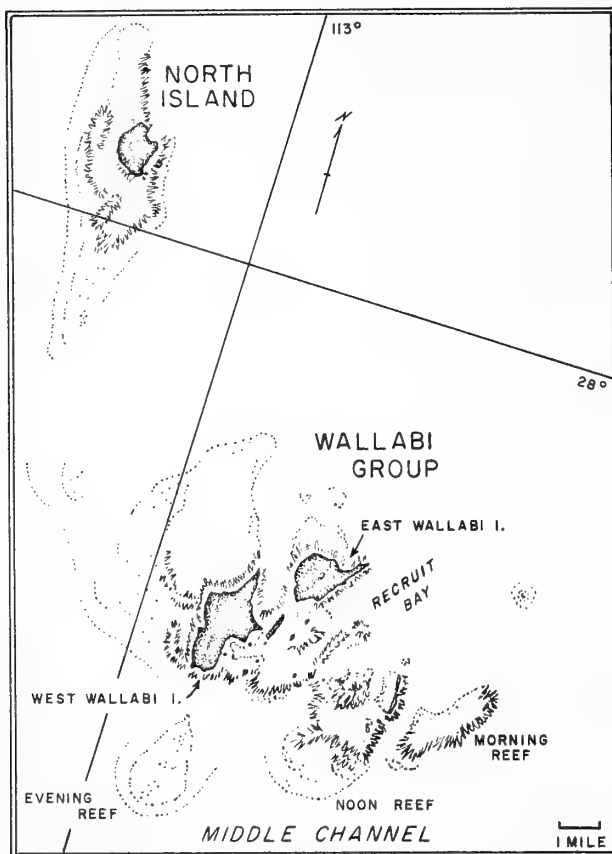 113°
NORTH
ISLAND
N
28°
WALLABI
GROUP
EAST WALLABI I.
RECRUIT
BAY
WEST WALLABI I.
MORNING
REEF
EVENING
REEF
NOON REEF
MIDDLE CHANNEL
1 MILE